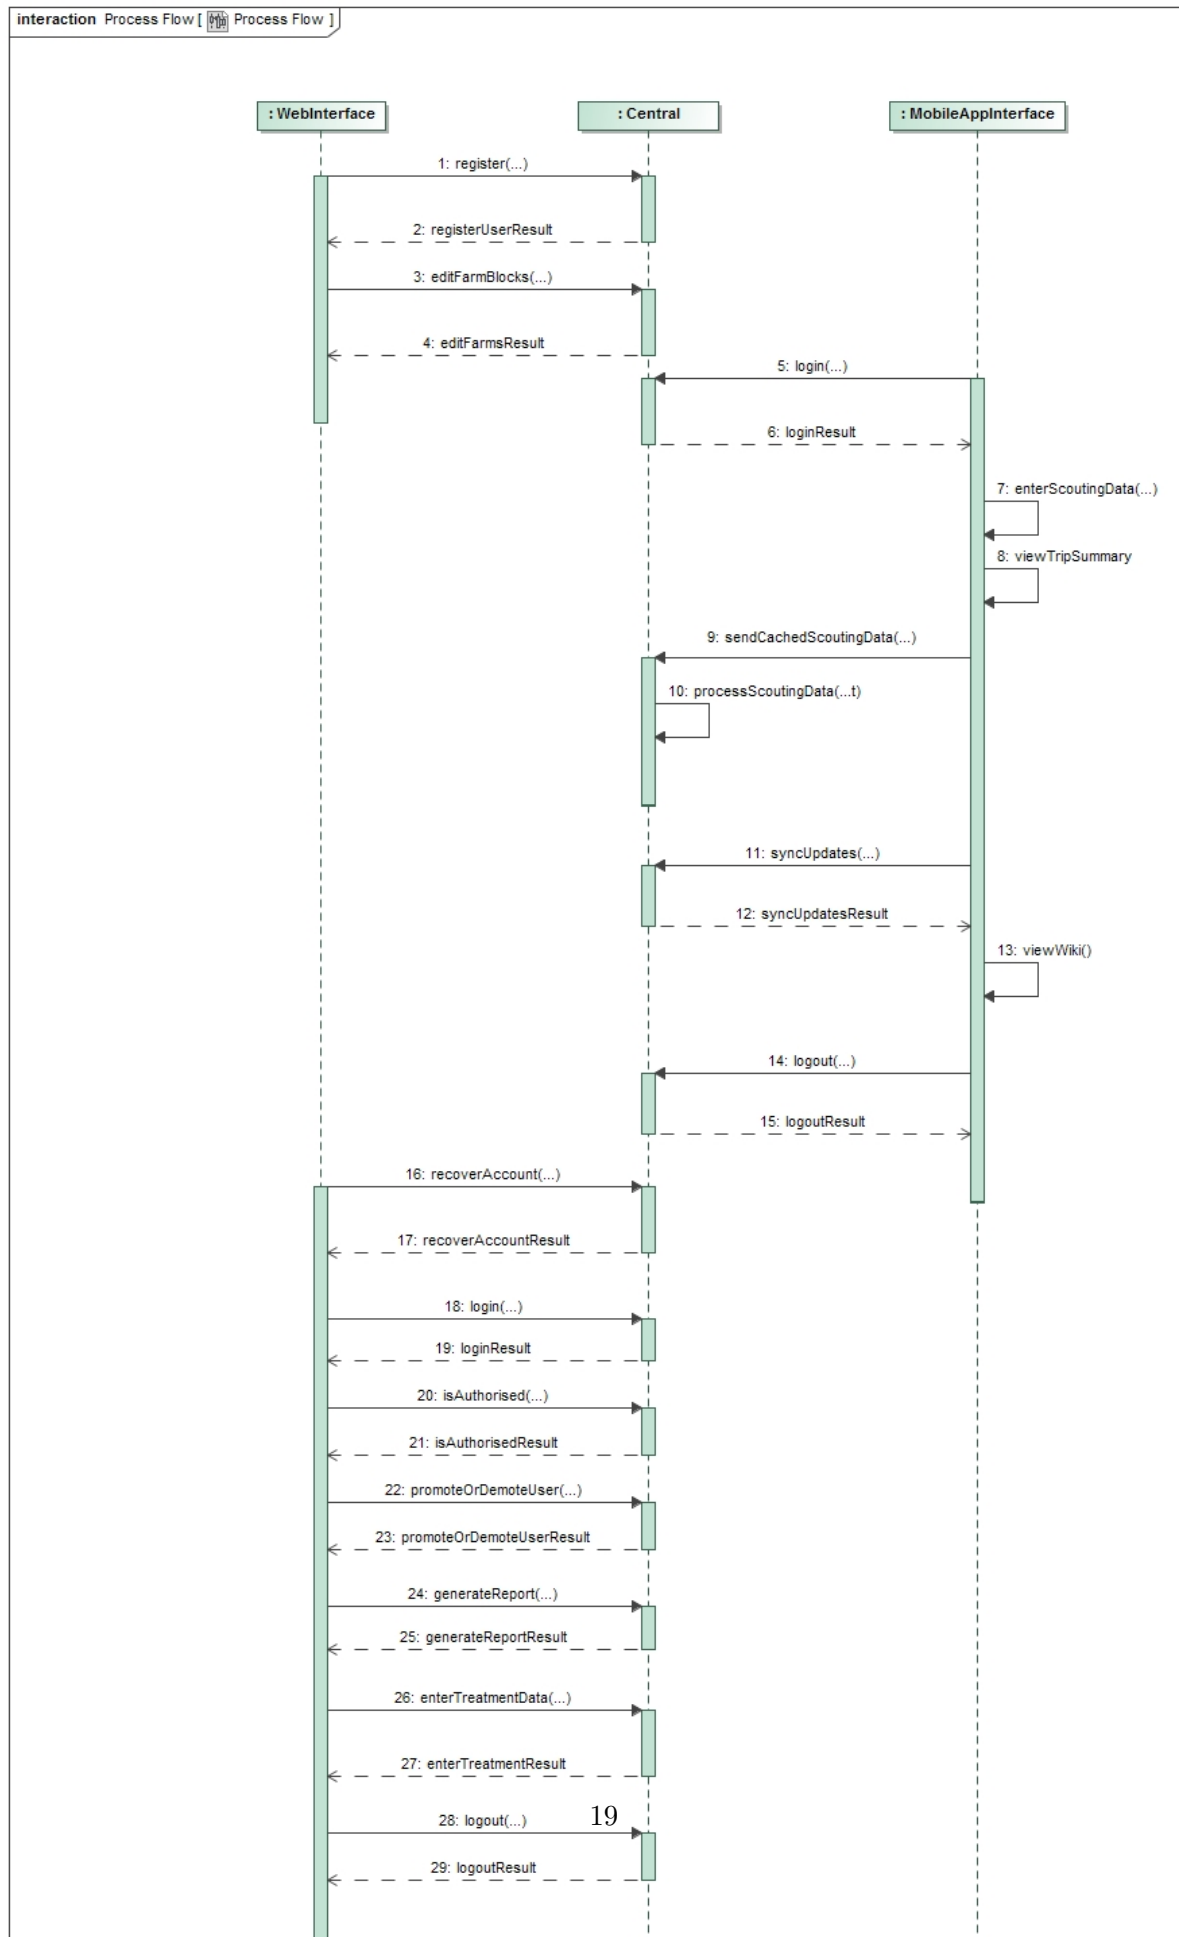 interaction Process Flow [ Process Flow ]
: WebInterface
: Central
: MobileAppInterface
1: register(...)
2: registerUserResult
3: editFarmBlocks(...)
4: editFarmsResult
5: login(...)
6: loginResult
7: enterScoutingData(...)
8: viewTripSummary
9: sendCachedScoutingData(...)
10: processScoutingData(...t)
11: syncUpdates(...)
12: syncUpdatesResult
13: viewWiki()
14: logout(...)
15: logoutResult
16: recoverAccount(...)
17: recoverAccountResult
18: login(...)
19: loginResult
20: isAuthorised(...)
21: isAuthorisedResult
22: promoteOrDemoteUser(...)
23: promoteOrDemoteUserResult
24: generateReport(...)
25: generateReportResult
26: enterTreatmentData(...)
27: enterTreatmentResult
28: logout(...)
19
29: logoutResult